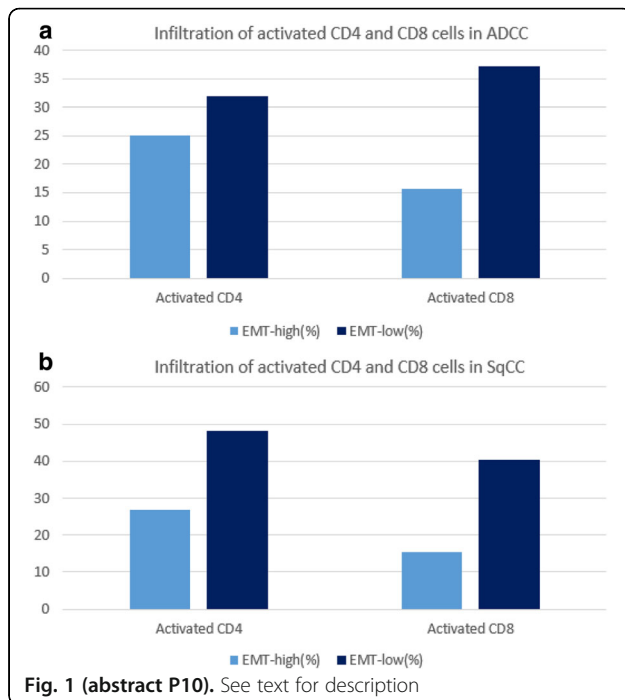 a
Infiltration of activated CD4 and CD8 cells in ADCC
40
35
30
25
20
15
10
5
0
Activated CD4 Activated CD8
EMT-high(%) EMT-low(%)
b
Infiltration of activated CD4 and CD8 cells in SqCC
60
50
40
30
20
10
0
Activated CD4 Activated CD8
EMT-high(%) EMT-low(%)
Fig. 1 (abstract P10). See text for description